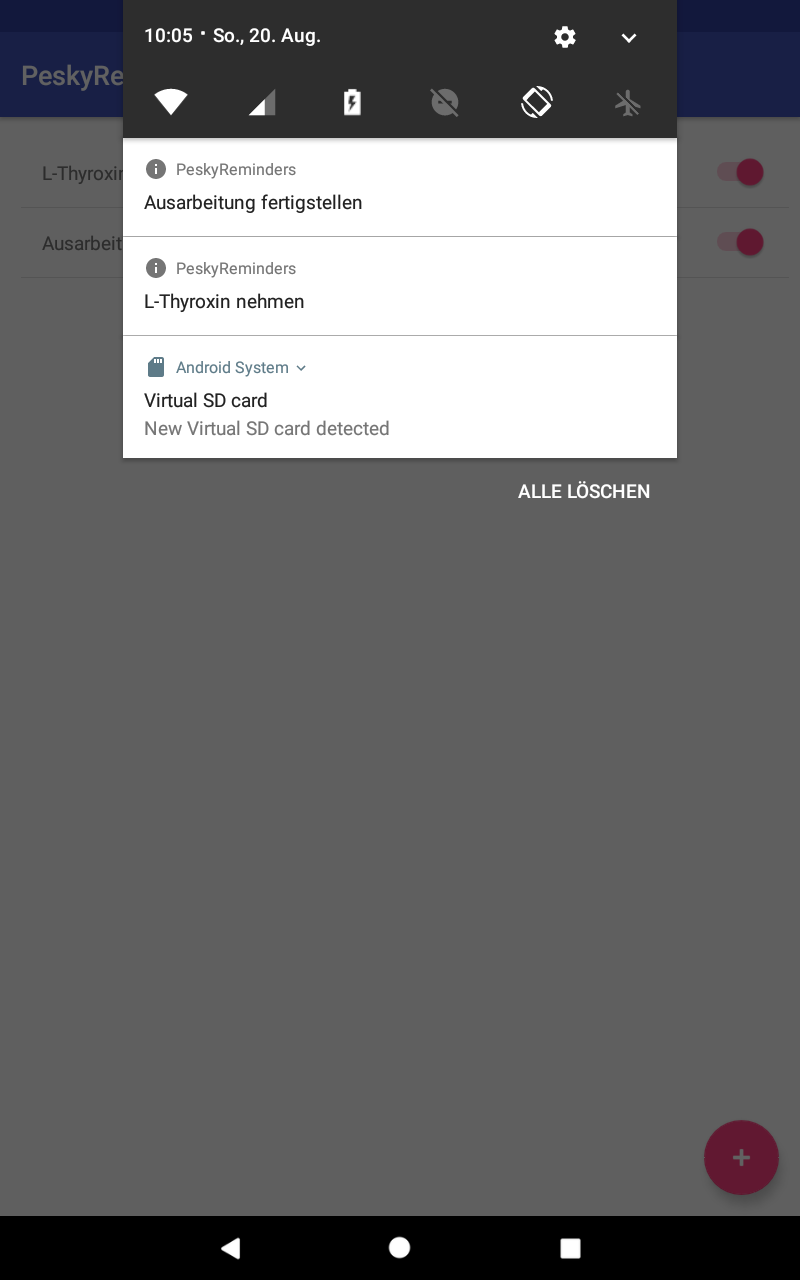 10:05 • So., 20. Aug.
PeskyRe
PeskyReminders
Ausarbeitung fertigstellen
L-Thyroxin
Ausarbeit
PeskyReminders
L-Thyroxin nehmen
Android System
Virtual SD card
New Virtual SD card detected
ALLE LÖSCHEN